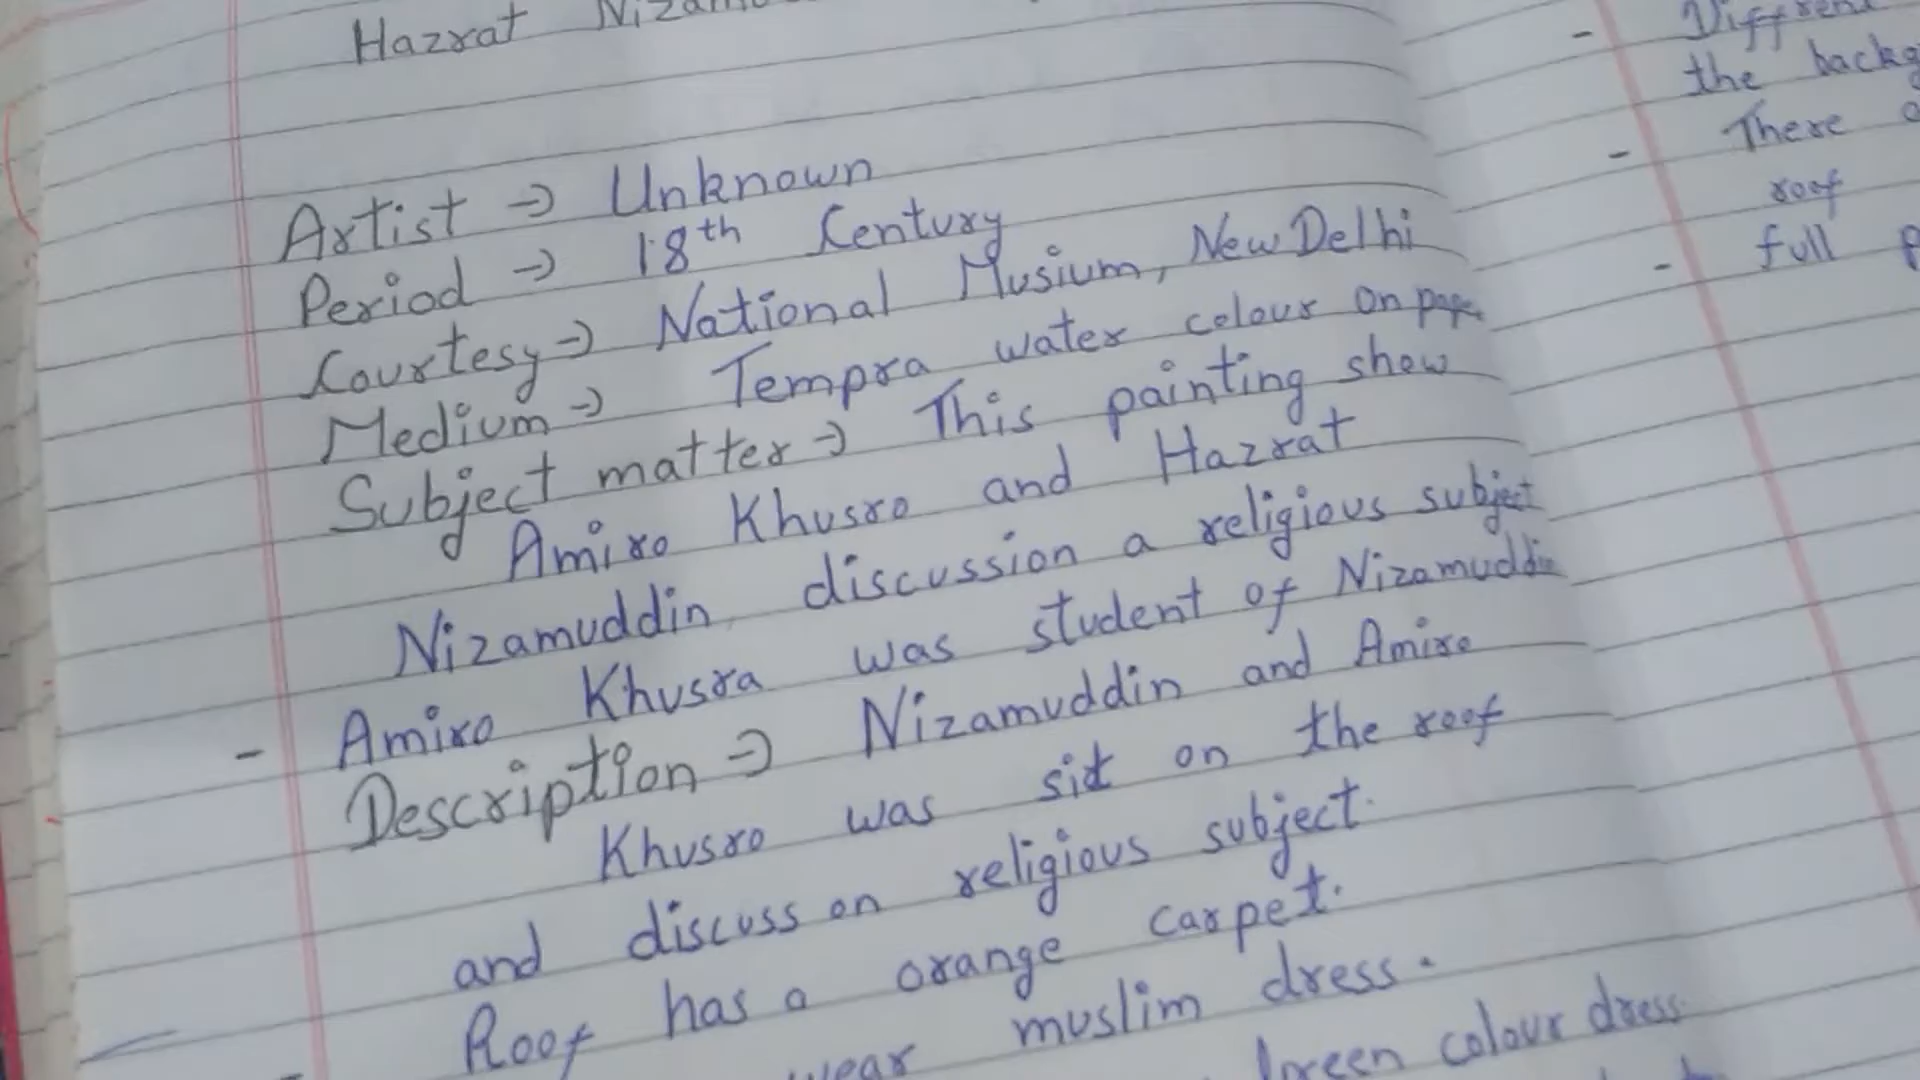 Hazrat
Artist → Unknown
Period → 18th Century
Courtesy → National Musium, New Delhi
Medium → Tempra water colour on
Subject matter → This painting show
Amiro Khusro and Hazrat
Nizamuddin discussion a religious subject
- Amiro Khusra was student of Nizamuddin
Description → Nizamuddin and Amiro
Khusro was sit on the roof
and discuss on religious subject.
Roof has a orange carpet.
wear muslim dress.
Green colour dress
-
the
- There
roof
- full